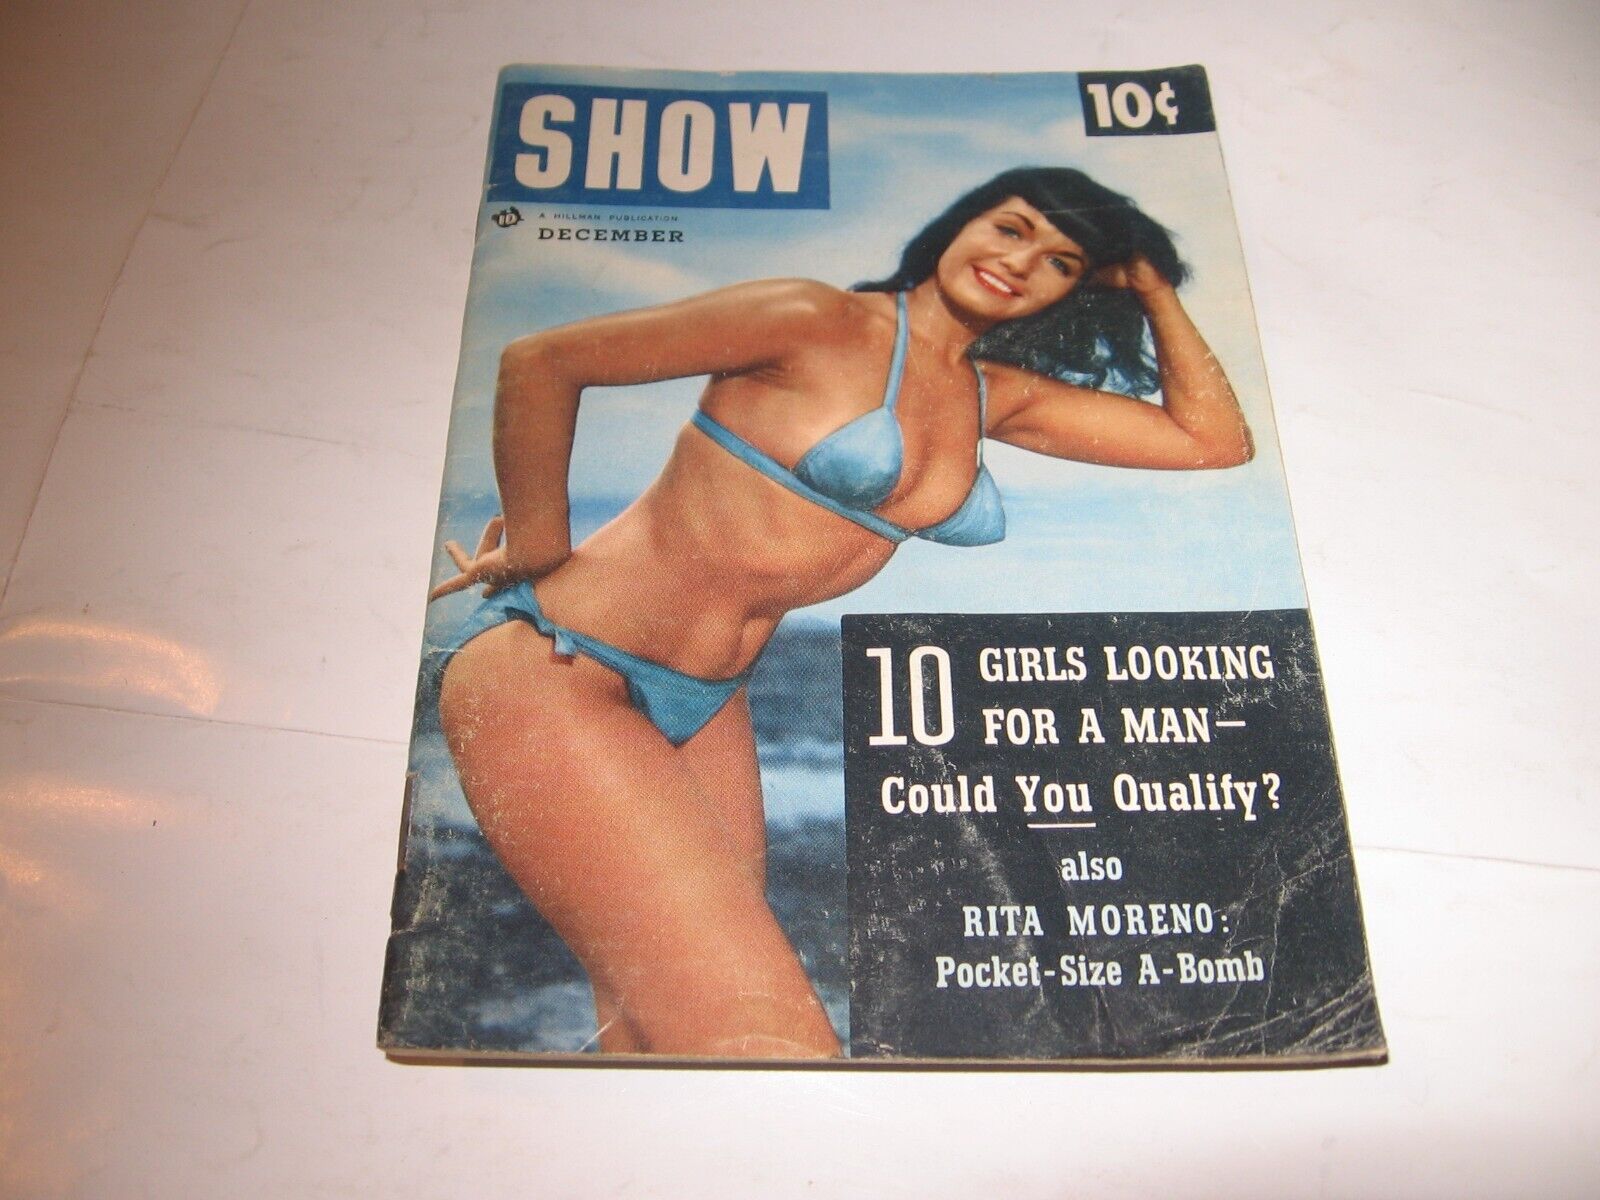 SHOW
10¢
ID
A HILLMAN PUBLICATION
DECEMBER
10 GIRLS LOOKING
FOR A MAN—
Could You Qualify?
also
RITA MORENO:
Pocket-Size A-Bomb